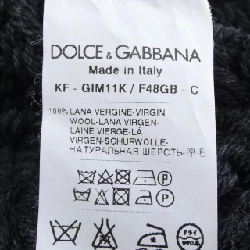 DOLCE & GABBANA
Made in Italy
KF - GIM11K / F48GB - C
100% LANA VERGINE-VIRGIN
WOOL-LANA VIRGEN-
LAINE VIERGE-LÃ
VIRGEN-SCHURWOLLE-
НАТУРАЛЬНАЯ ШЕРСТЬ-